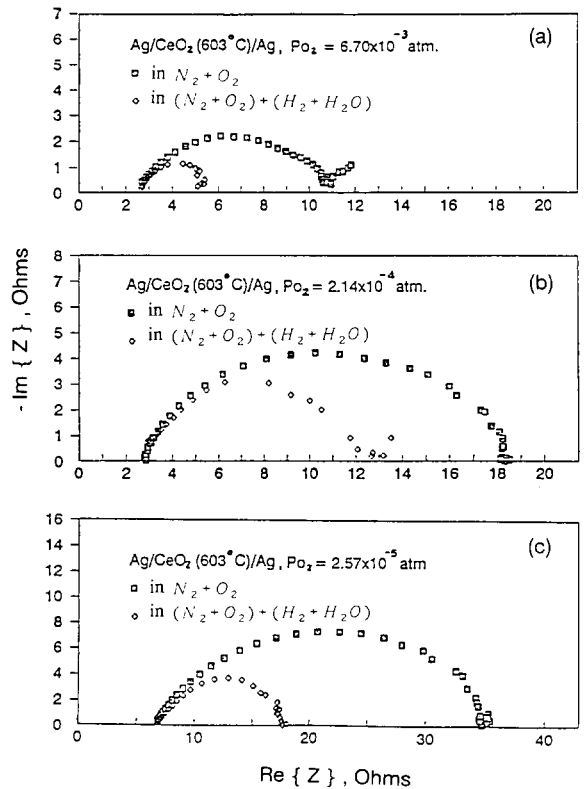 (a)
Ag/CeO₂ (603°C)/Ag, Po₂ = 6.70x10⁻³ atm.
in N₂ + O₂
in (N₂ + O₂) + (H₂ + H₂O)
7
6
5
4
3
2
1
0
0 2 4 6 8 10 12 14 16 18 20
(b)
Ag/CeO₂ (603°C)/Ag, Po₂ = 2.14x10⁻⁴ atm.
in N₂ + O₂
in (N₂ + O₂) + (H₂ + H₂O)
8
7
6
5
4
3
2
1
0
0 2 4 6 8 10 12 14 16 18 20
-Im { Z } , Ohms
(c)
Ag/CeO₂ (603°C)/Ag, Po₂ = 2.57x10⁻⁵ atm
in N₂ + O₂
in (N₂ + O₂) + (H₂ + H₂O)
16
14
12
10
8
6
4
2
0
0 10 20 30 40
Re { Z } , Ohms